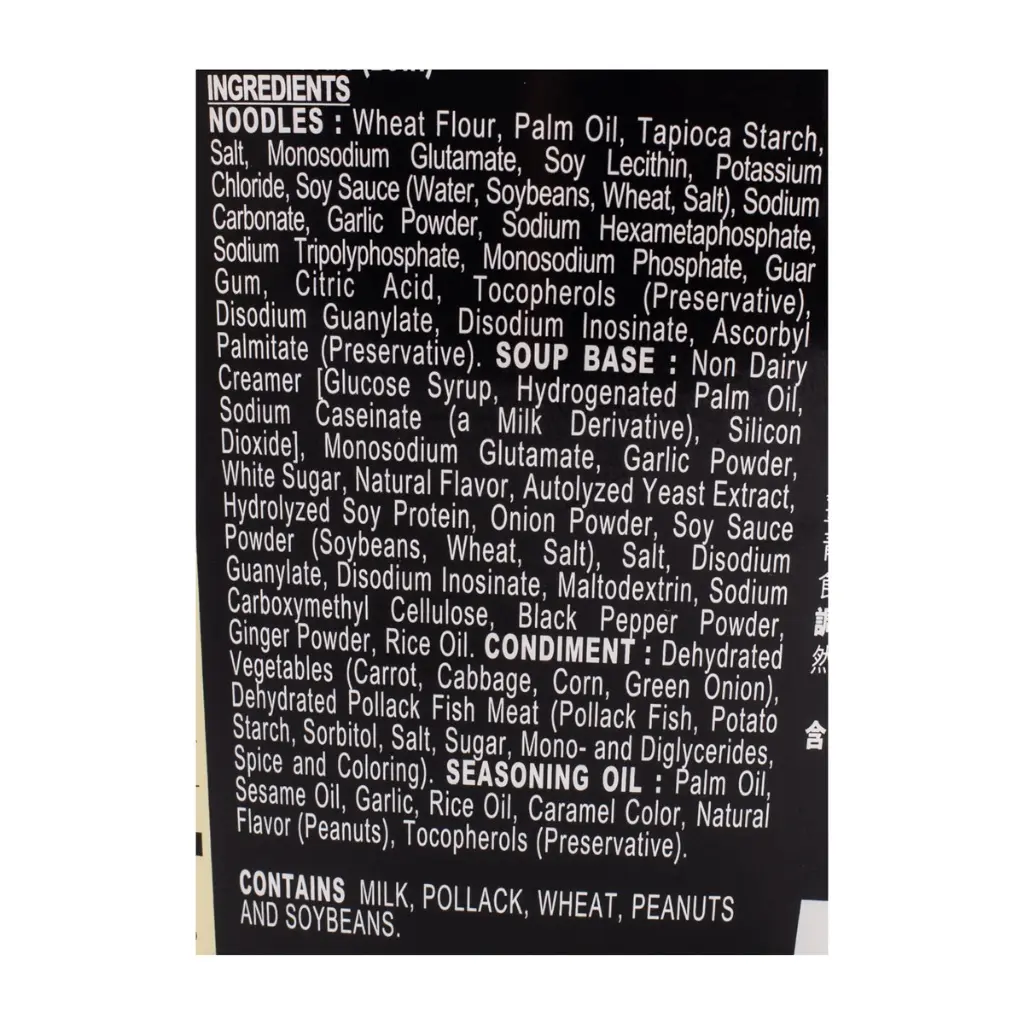 INGREDIENTS
NOODLES : Wheat Flour, Palm Oil, Tapioca Starch,
Salt, Monosodium Glutamate, Soy Lecithin, Potassium
Chloride, Soy Sauce (Water, Soybeans, Wheat, Salt), Sodium
Carbonate, Garlic Powder, Sodium Hexametaphosphate,
Sodium Tripolyphosphate, Monosodium Phosphate, Guar
Gum, Citric Acid, Tocopherols (Preservative),
Disodium Guanylate, Disodium Inosinate, Ascorbyl
Palmitate (Preservative). SOUP BASE : Non Dairy
Creamer [Glucose Syrup, Hydrogenated Palm Oil,
Sodium Caseinate (a Milk Derivative), Silicon
Dioxide], Monosodium Glutamate, Garlic Powder,
White Sugar, Natural Flavor, Autolyzed Yeast Extract,
Hydrolyzed Soy Protein, Onion Powder, Soy Sauce
Powder (Soybeans, Wheat, Salt), Salt, Disodium
Guanylate, Disodium Inosinate, Maltodextrin, Sodium
Carboxymethyl Cellulose, Black Pepper Powder,
Ginger Powder, Rice Oil. CONDIMENT : Dehydrated
Vegetables (Carrot, Cabbage, Corn, Green Onion),
Dehydrated Pollack Fish Meat (Pollack Fish, Potato
Starch, Sorbitol, Salt, Sugar, Mono- and Diglycerides,
Spice and Coloring). SEASONING OIL : Palm Oil,
Sesame Oil, Garlic, Rice Oil, Caramel Color, Natural
Flavor (Peanuts), Tocopherols (Preservative).
CONTAINS MILK, POLLACK, WHEAT, PEANUTS
AND SOYBEANS.
然
含